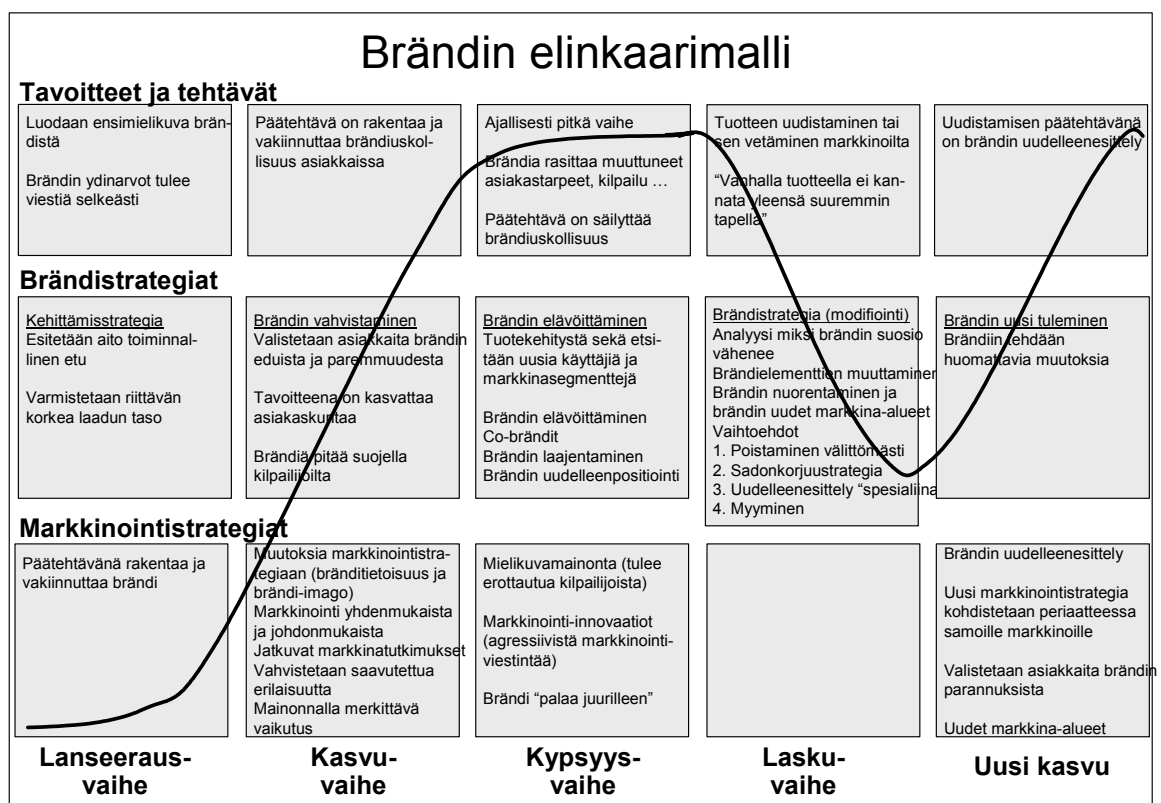 Brändin elinkaarimalli
Tavoitteet ja tehtävät
Luodaan ensimielikuva brän-
distä
Brändin ydinarvot tulee
viestiä selkeästi
Päätehtävä on rakentaa ja
vakiinnuttaa brändiuskol-
lisuus asiakkaissa
Ajallisesti pitkä vaihe
Brändia rasittaa muuttuneet
asiakastarpeet, kilpailu …
Päätehtävä on säilyttää
brändiuskollisuus
Tuotteen uudistaminen tai
sen vetäminen markkinoilta
“Vanhalla tuotteella ei kan-
nata yleensä suuremmin
tapella”
Uudistamisen päätehtävänä
on brändin uudelleenesittely
Brändistrategiat
Kehittämisstrategia
Esitetään aito toiminnal-
linen etu
Varmistetaan riittävän
korkea laadun taso
Brändin vahvistaminen
Valistetaan asiakkaita brändin
eduista ja paremmuudesta
Tavoitteena on kasvattaa
asiakaskuntaa
Brändiä pitää suojella
kilpailijoilta
Brändin elävöittäminen
Tuotekehitystä sekä etsi-
tään uusia käyttäjiä ja
markkinasegmenttejä
Brändin elävöittäminen
Co-brändit
Brändin laajentaminen
Brändin uudelleenpositiointi
Brändistrategia (modifiointi)
Analyysi miksi brändin suosio
vähenee
Brändielementtien muuttaminen
Brändin nuorentaminen ja
brändin uudet markkina-alueet
Vaihtoehdot
1. Poistaminen välittömästi
2. Sadonkorjuustrategia
3. Uudelleenesittely “spesialiina
4. Myyminen
Brändin uusi tuleminen
Brändiin tehdään
huomattavia muutoksia
Markkinointistrategiat
Päätehtävänä rakentaa ja
vakiinnuttaa brändi
Muutoksia markkinointistra-
tegiaan (bränditietoisuus ja
brändi-imago)
Markkinointi yhdenmukaista
ja johdonmukaista
Jatkuvat markkinatutkimukset
Vahvistetaan saavutettua
erilaisuutta
Mainonnalla merkittävä
vaikutus
Mielikuvamainonta (tulee
erottautua kilpailijoista)
Markkinointi-innovaatiot
(agressiivistä markkinointi-
viestintää)
Brändi “palaa juurilleen”
Brändin uudelleenesittely
Uusi markkinointistrategia
kohdistetaan periaatteessa
samoille markkinoille
Valistetaan asiakkaita brändin
parannuksista
Uudet markkina-alueet
Lanseeraus-
vaihe
Kasvu-
vaihe
Kypsyys-
vaihe
Lasku-
vaihe
Uusi kasvu